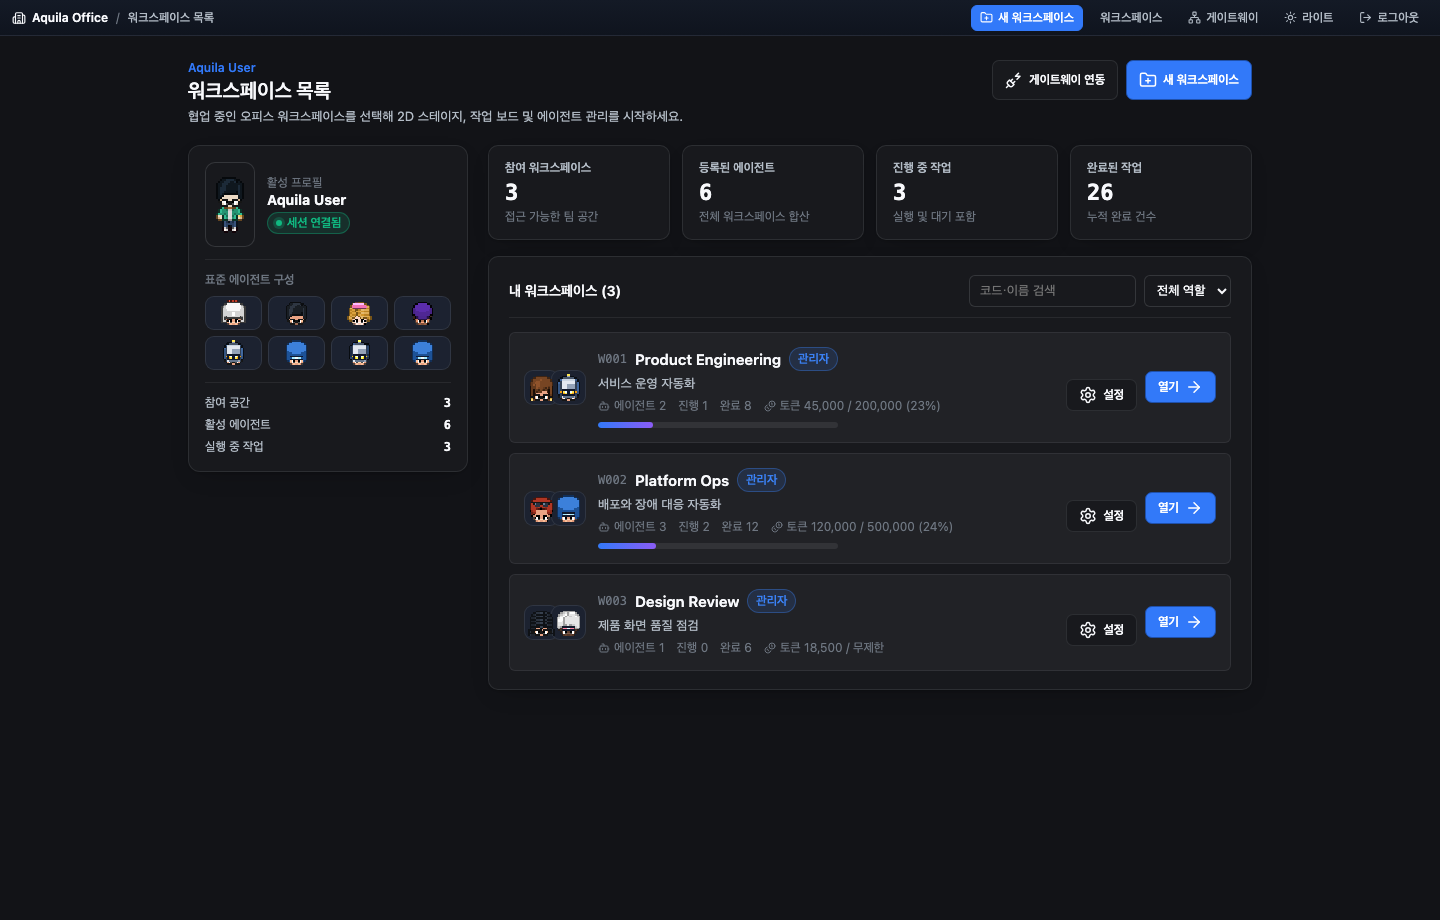 Aquila Office / 워크스페이스 목록
새 워크스페이스
워크스페이스
게이트웨이
라이트
로그아웃
Aquila User
워크스페이스 목록
협업 중인 오피스 워크스페이스를 선택해 2D 스테이지, 작업 보드 및 에이전트 관리를 시작하세요.
게이트웨이 연동
새 워크스페이스
활성 프로필
Aquila User
세션 연결됨
표준 에이전트 구성
참여 공간 3
활성 에이전트 6
실행 중 작업 3
참여 워크스페이스
3
접근 가능한 팀 공간
등록된 에이전트
6
전체 워크스페이스 합산
진행 중 작업
3
실행 및 대기 포함
완료된 작업
26
누적 완료 건수
내 워크스페이스 (3)
코드·이름 검색
전체 역할
W001 Product Engineering 관리자
서비스 운영 자동화
에이전트 2 진행 1 완료 8 토큰 45,000 / 200,000 (23%)
설정
열기
W002 Platform Ops 관리자
배포와 장애 대응 자동화
에이전트 3 진행 2 완료 12 토큰 120,000 / 500,000 (24%)
설정
열기
W003 Design Review 관리자
제품 화면 품질 점검
에이전트 1 진행 0 완료 6 토큰 18,500 / 무제한
설정
열기